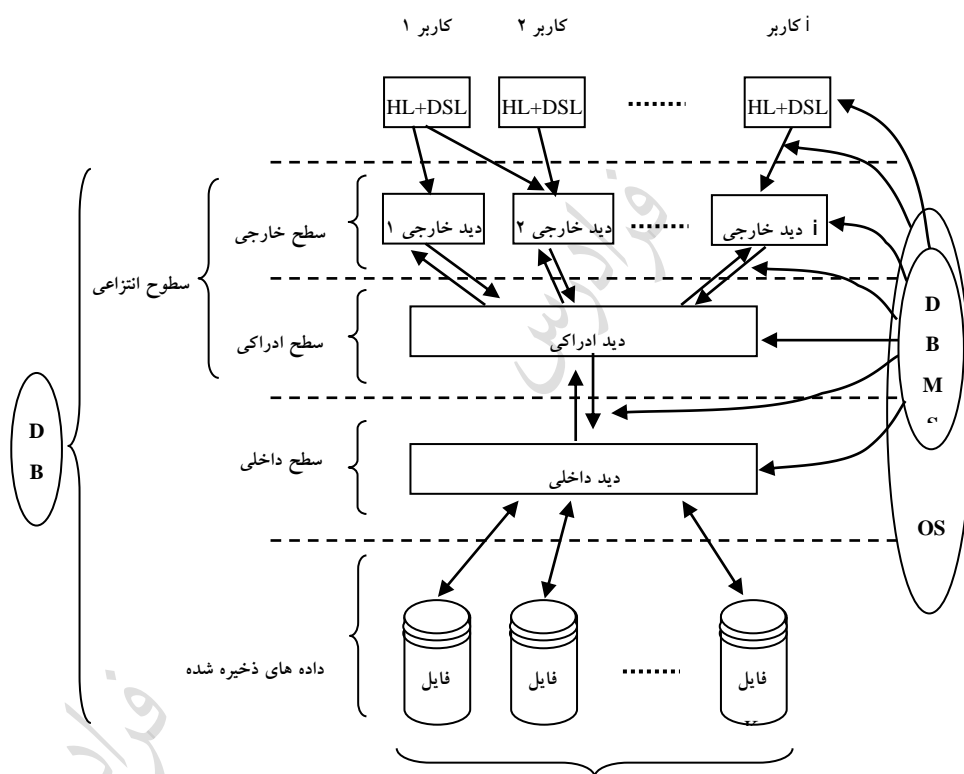 کاربر ۱
کاربر ۲
کاربر i
HL+DSL
HL+DSL
HL+DSL
دید خارجی ۱
دید خارجی ۲
دید خارجی i
سطح خارجی
سطوح انتزاعی
سطح ادراکی
دید ادراکی
D
B
M
S
D
B
سطح داخلی
دید داخلی
OS
داده های ذخیره شده
فایل
فایل
فایل
فرادرس